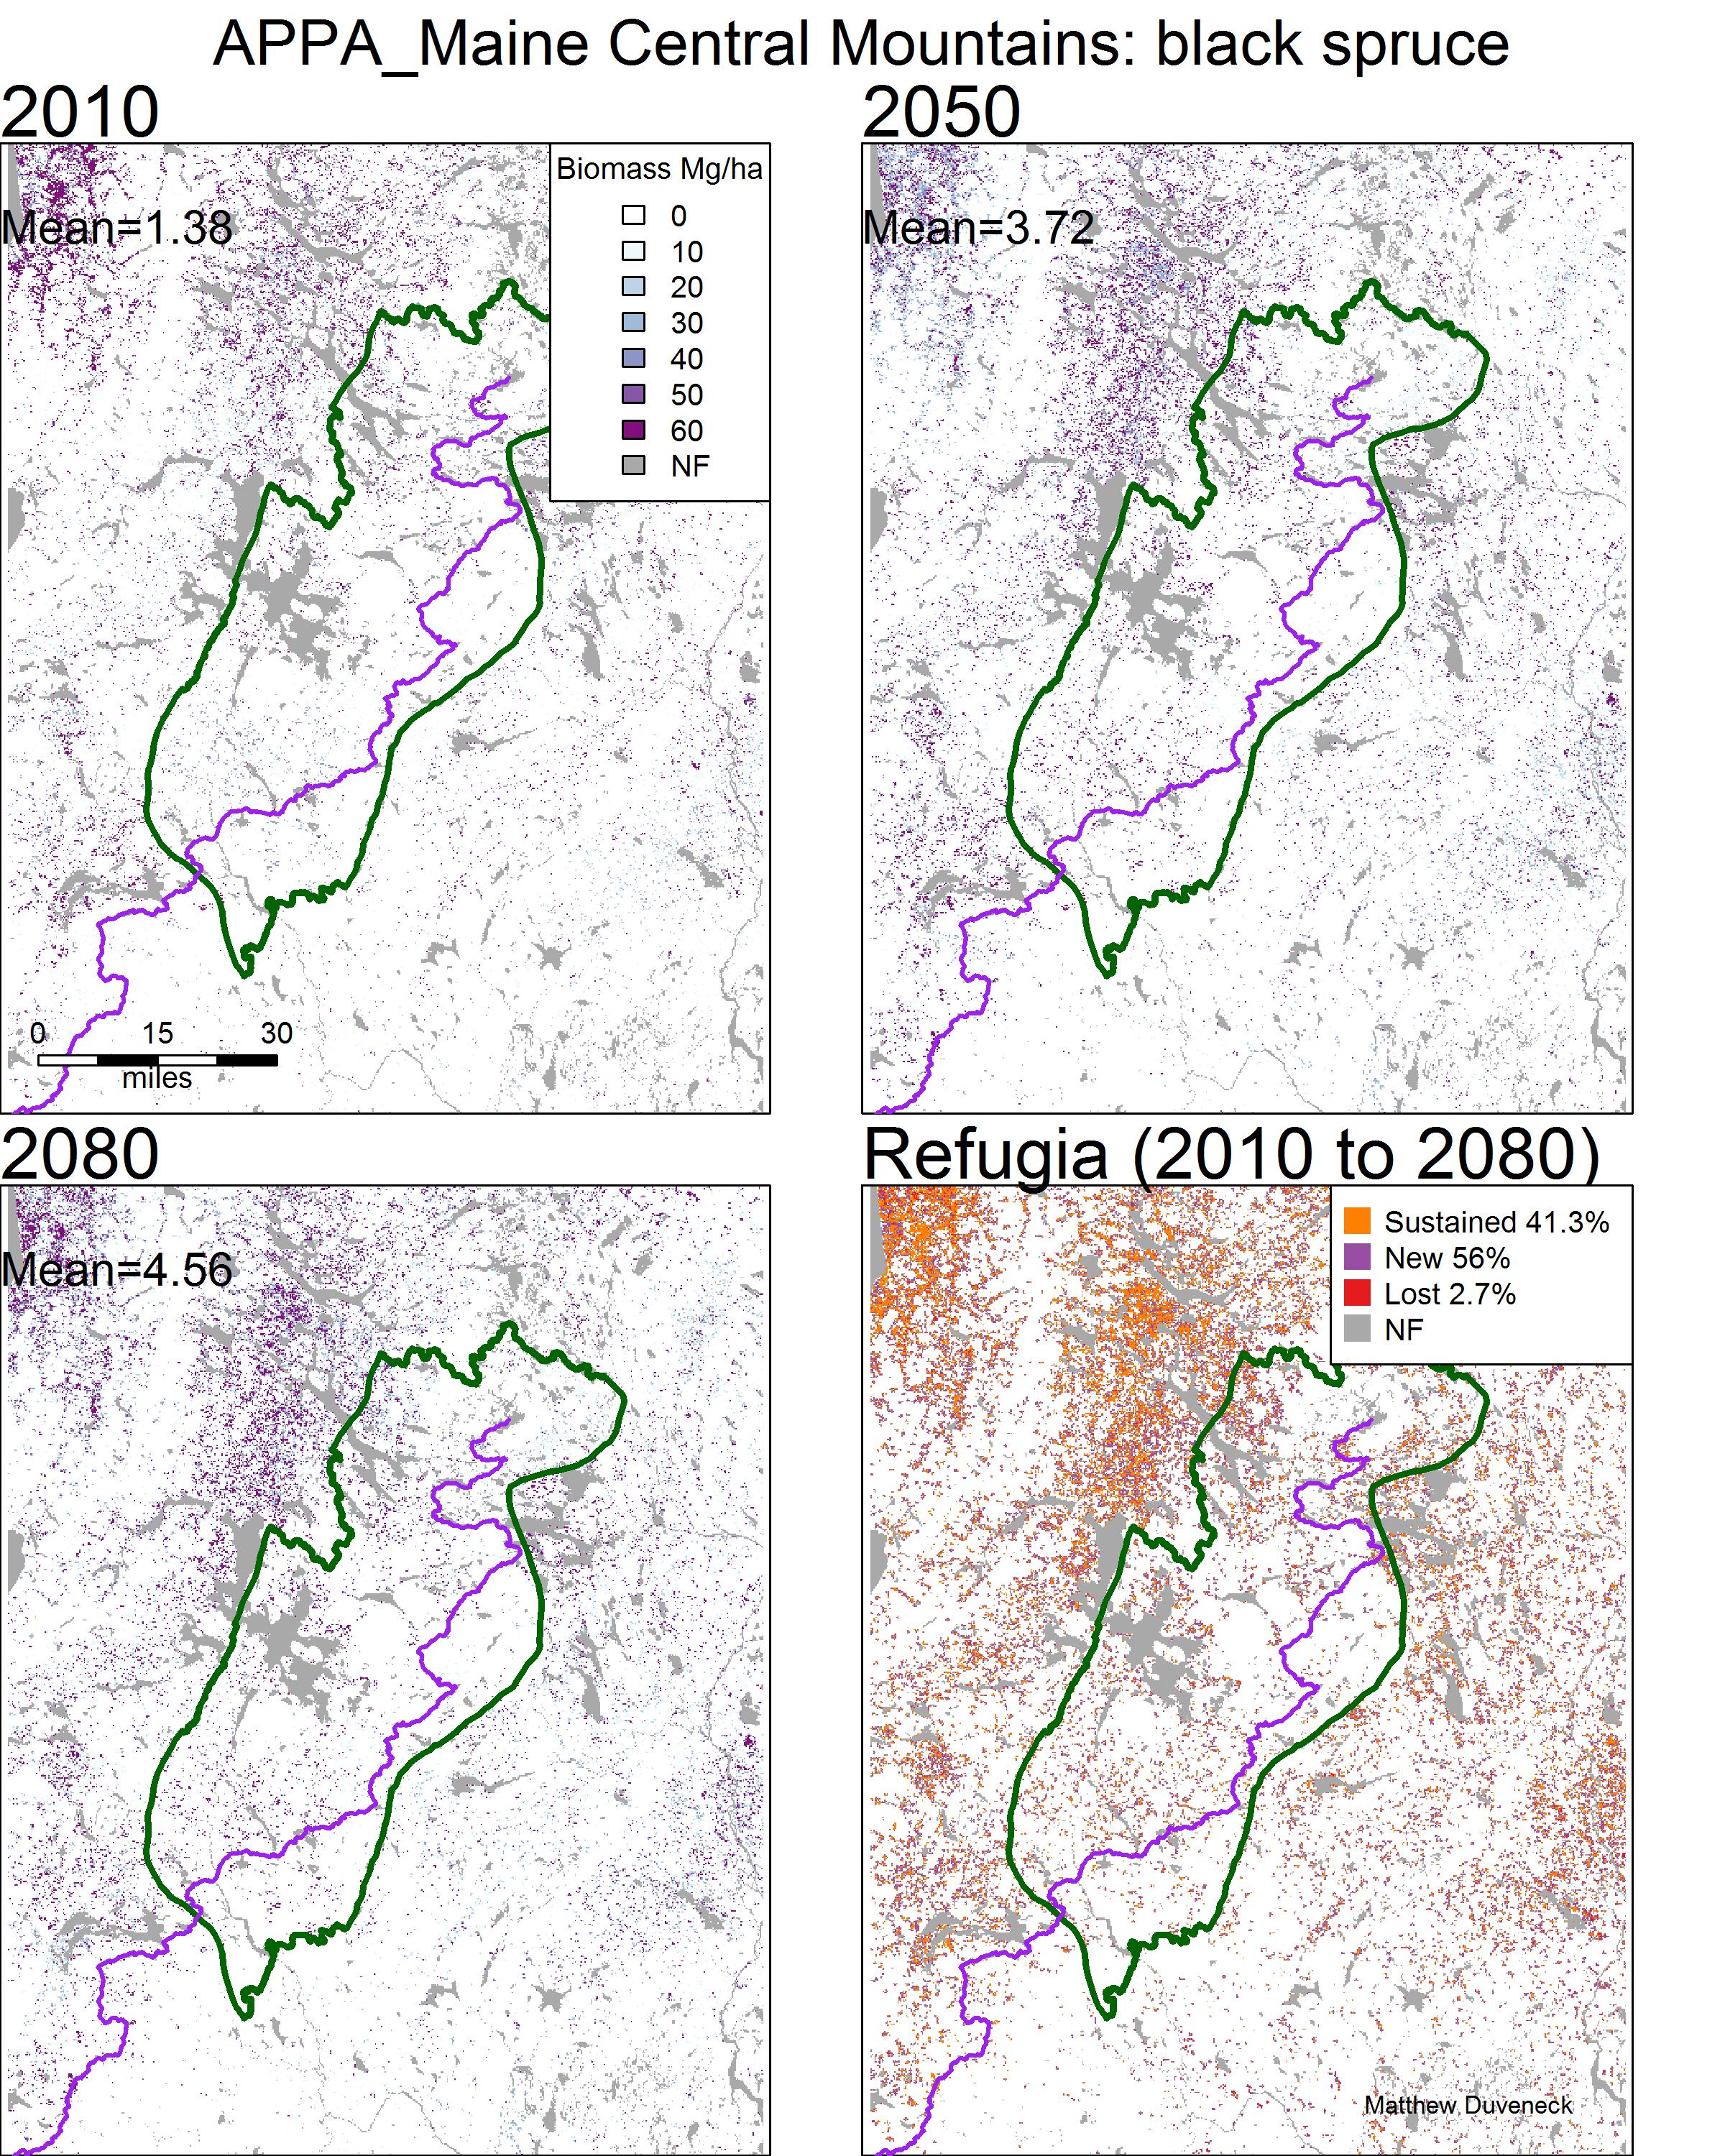 APPA_Maine Central Mountains: black spruce
2010
2050
Biomass Mg/ha
0
10
20
30
40
50
60
NF
Mean=1.38
Mean=3.72
0 15 30
miles
2080
Refugia (2010 to 2080)
Mean=4.56
Sustained 41.3%
New 56%
Lost 2.7%
NF
Matthew Duveneck